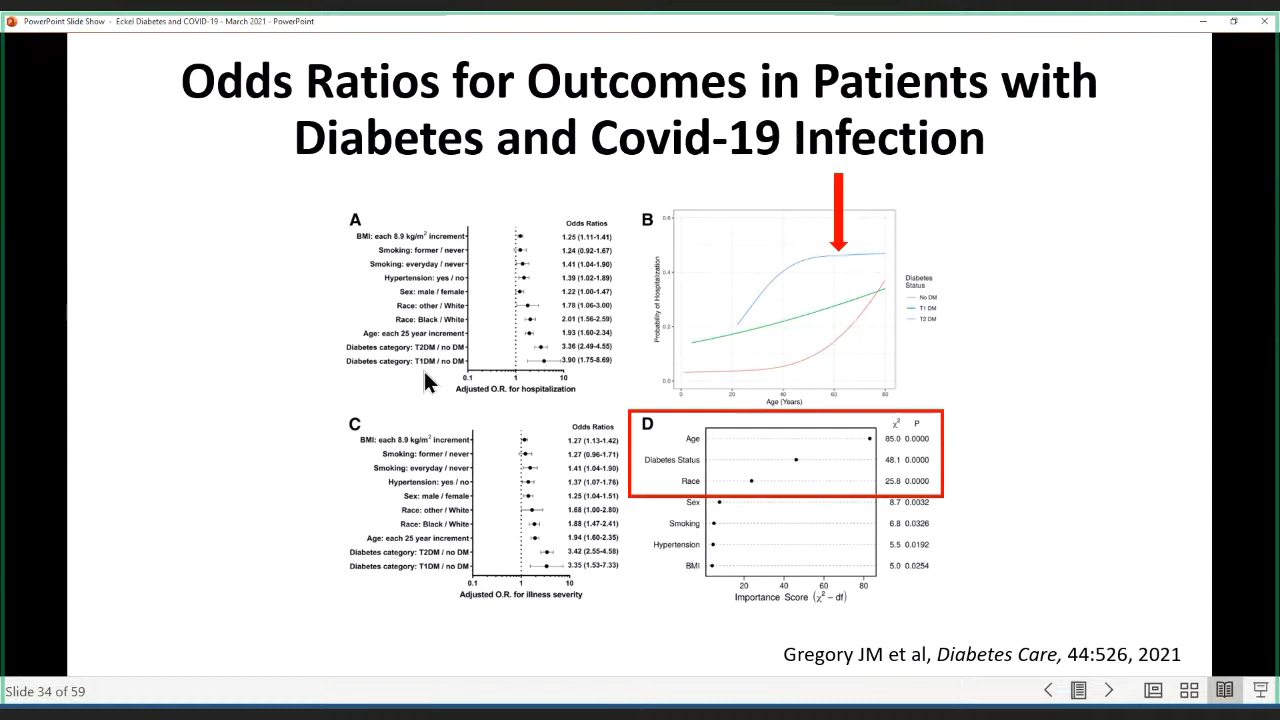 PowerPoint Slide Show - Eckel Diabetes and COVID-19 - March 2021 - PowerPoint
Odds Ratios for Outcomes in Patients with
Diabetes and Covid-19 Infection
A
Odds Ratios
BMI: each 8.9 kg/m² increment 1.25 (1.11-1.41)
Smoking: former / never 1.24 (0.92-1.67)
Smoking: everyday / never 1.41 (1.04-1.90)
Hypertension: yes / no 1.39 (1.02-1.89)
Sex: male / female 1.22 (1.00-1.47)
Race: other / White 1.78 (1.06-3.00)
Race: Black / White 2.01 (1.56-2.59)
Age: each 25 year increment 1.93 (1.60-2.34)
Diabetes category: T2DM / no DM 3.36 (2.49-4.55)
Diabetes category: T1DM / no DM 3.90 (1.75-8.69)
0.1 1 10
Adjusted O.R. for hospitalization
B
Probability of Hospitalization
0.6
0.4
0.2
0.0
0 20 40 60 80
Age (Years)
Diabetes
Status
No DM
T1 DM
T2 DM
C
Odds Ratios
BMI: each 8.9 kg/m² increment 1.27 (1.13-1.42)
Smoking: former / never 1.27 (0.96-1.71)
Smoking: everyday / never 1.41 (1.04-1.90)
Hypertension: yes / no 1.37 (1.07-1.76)
Sex: male / female 1.25 (1.04-1.51)
Race: other / White 1.68 (1.00-2.80)
Race: Black / White 1.88 (1.47-2.41)
Age: each 25 year increment 1.94 (1.60-2.35)
Diabetes category: T2DM / no DM 3.42 (2.55-4.58)
Diabetes category: T1DM / no DM 3.35 (1.53-7.33)
0.1 1 10
Adjusted O.R. for illness severity
D
χ² P
Age 85.0 0.0000
Diabetes Status 48.1 0.0000
Race 25.8 0.0000
Sex 8.7 0.0032
Smoking 6.8 0.0326
Hypertension 5.5 0.0192
BMI 5.0 0.0254
20 40 60 80
Importance Score (χ² − df)
Gregory JM et al, Diabetes Care, 44:526, 2021
Slide 34 of 59